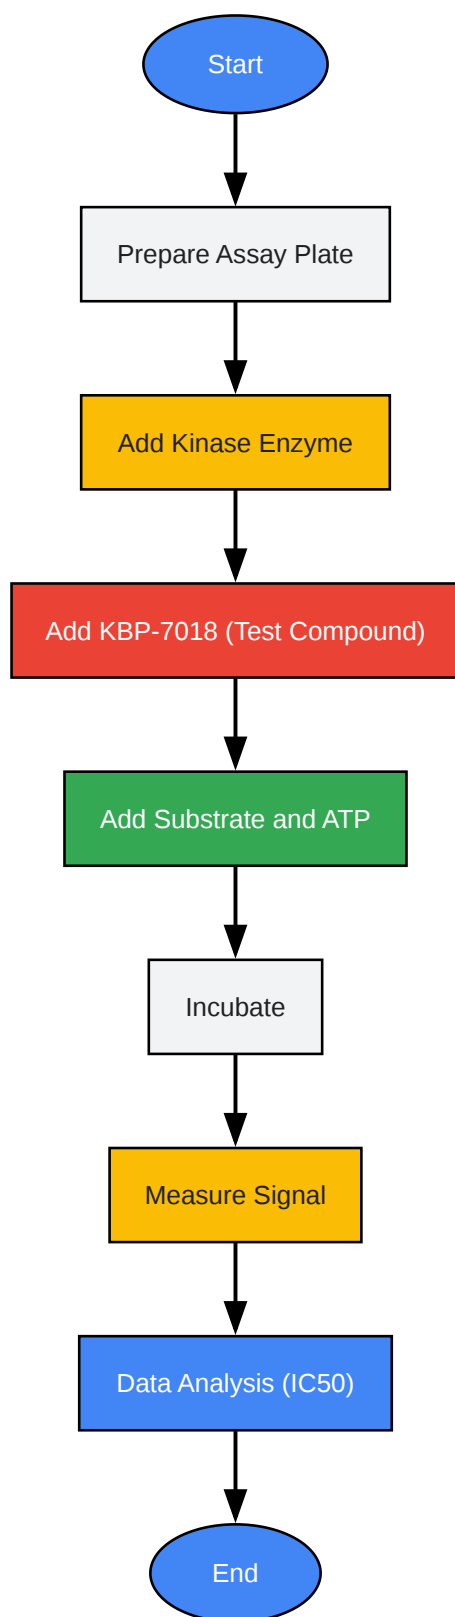 Start
Prepare Assay Plate
Add Kinase Enzyme
Add KBP-7018 (Test Compound)
Add Substrate and ATP
Incubate
Measure Signal
Data Analysis (IC50)
End